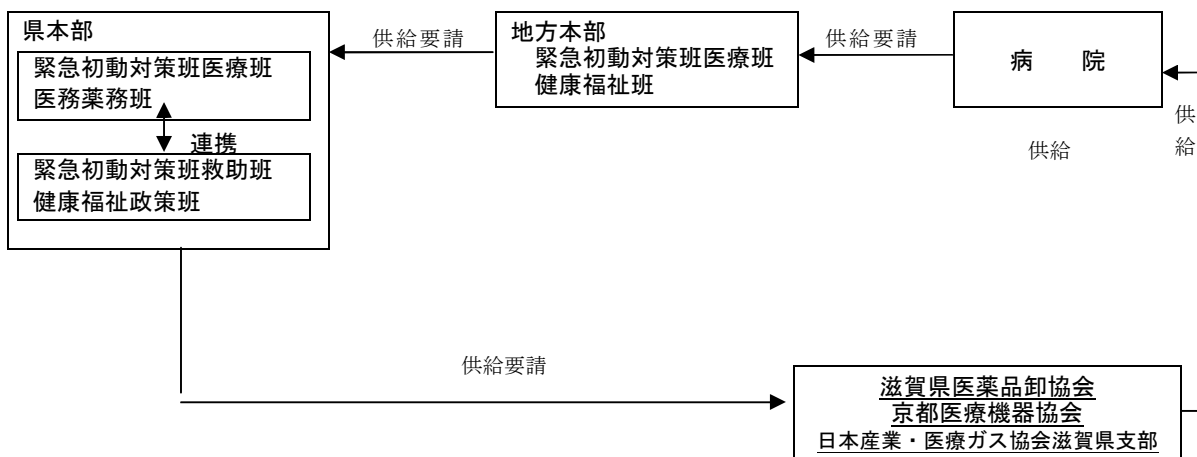 県本部
緊急初動対策班医療班
医務薬務班
連携
緊急初動対策班救助班
健康福祉政策班
供給要請
地方本部
緊急初動対策班医療班
健康福祉班
供給要請
病　　院
供給
供
給
供給要請
滋賀県医薬品卸協会
京都医療機器協会
日本産業・医療ガス協会滋賀県支部